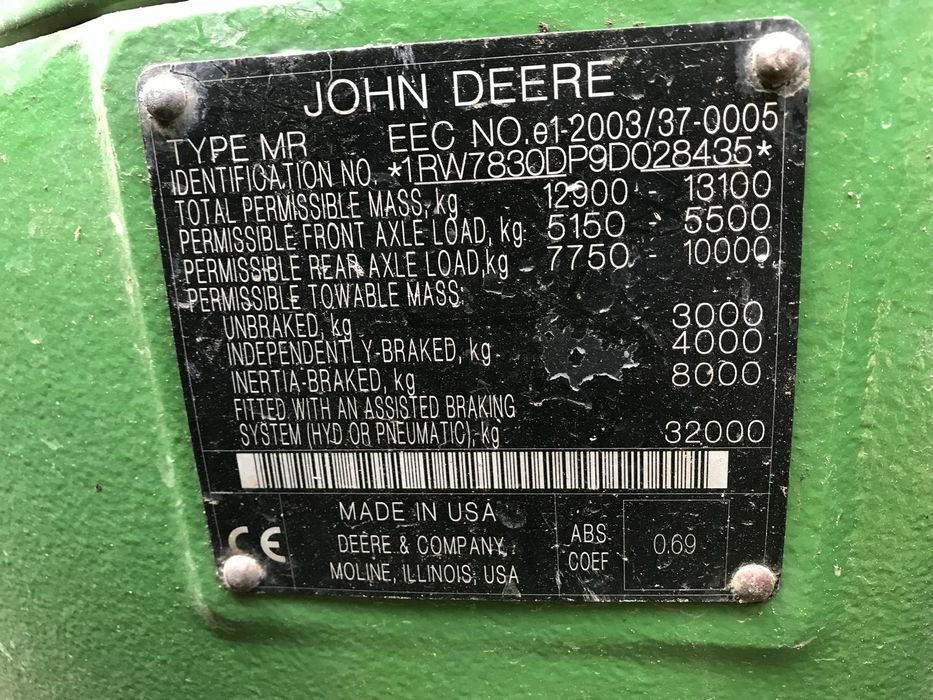 JOHN DEERE
TYPE MR EEC NO. e1-2003/37-0005
IDENTIFICATION NO. *1RW7830DP9D028435*
TOTAL PERMISSIBLE MASS, kg 12900 - 13100
PERMISSIBLE FRONT AXLE LOAD, kg 5150 - 5500
PERMISSIBLE REAR AXLE LOAD,kg 7750 - 10000
PERMISSIBLE TOWABLE MASS:
UNBRAKED, kg 3000
INDEPENDENTLY-BRAKED, kg 4000
INERTIA-BRAKED, kg 8000
FITTED WITH AN ASSISTED BRAKING
SYSTEM (HYD OR PNEUMATIC), kg 32000
CE
MADE IN USA
DEERE & COMPANY
MOLINE, ILLINOIS, USA
ABS
COEF
0.69